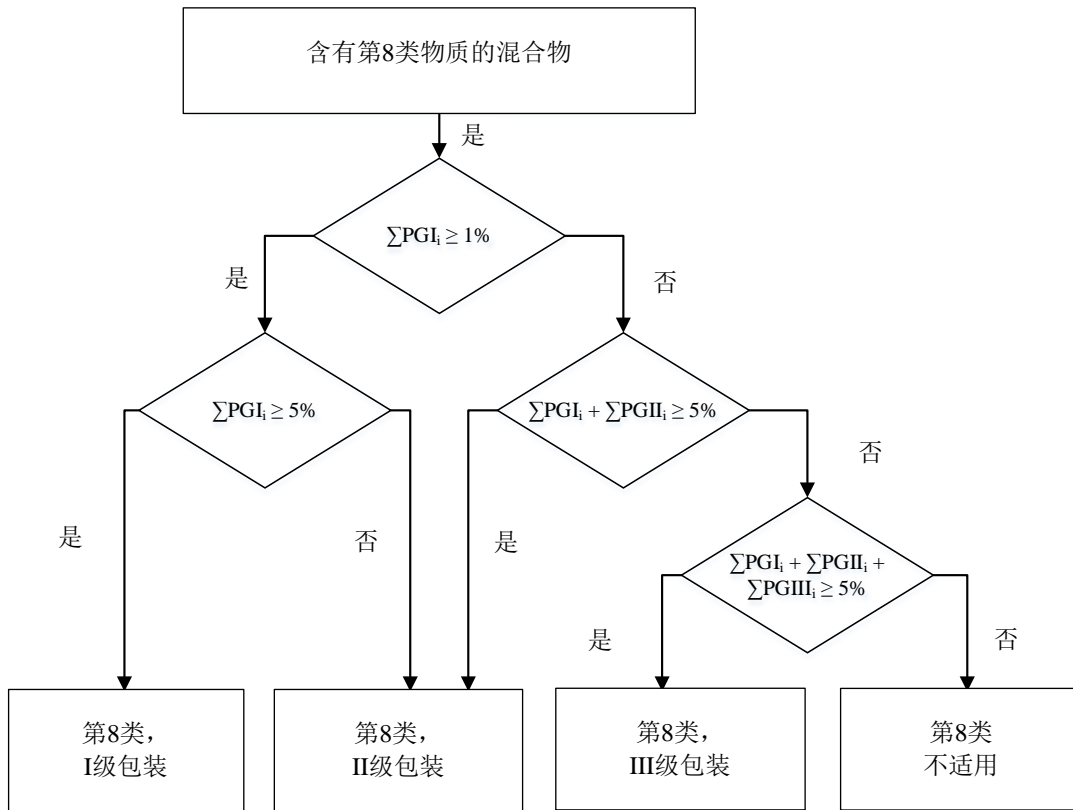 含有第8类物质的混合物
是
∑PGIᵢ ≥ 1%
是
否
∑PGIᵢ ≥ 5%
∑PGIᵢ + ∑PGIIᵢ ≥ 5%
否
是
否
是
∑PGIᵢ + ∑PGIIᵢ +
∑PGIIIᵢ ≥ 5%
是
否
第8类，
I级包装
第8类，
II级包装
第8类，
III级包装
第8类
不适用